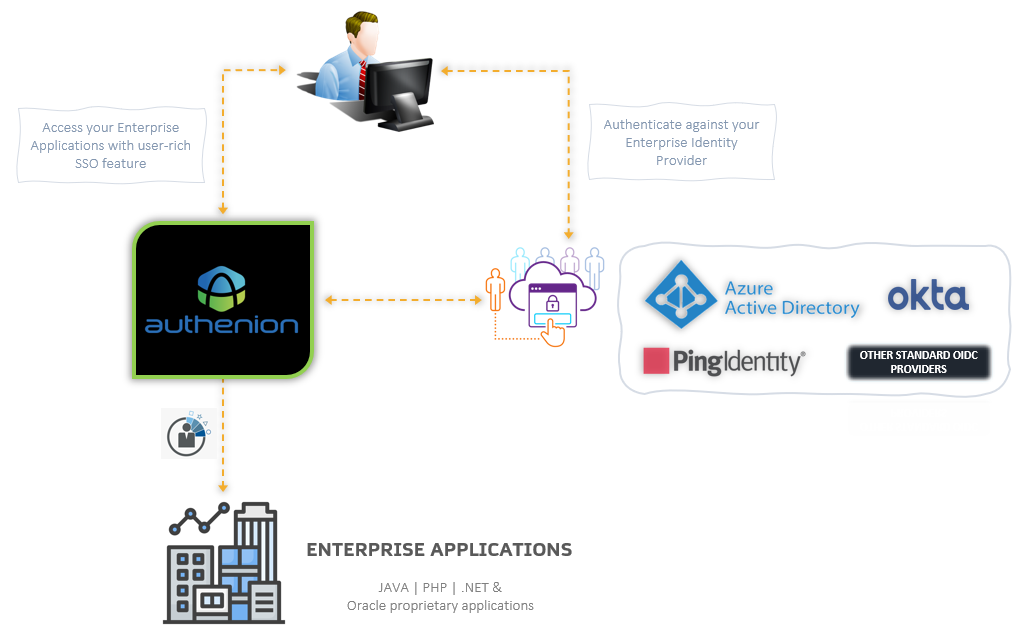 Access your Enterprise
Applications with user-rich
SSO feature
Authenticate against your
Enterprise Identity
Provider
authenion
Azure
Active Directory
okta
PingIdentity®
OTHER STANDARD OIDC
PROVIDERS
ENTERPRISE APPLICATIONS
JAVA | PHP | .NET &
Oracle proprietary applications